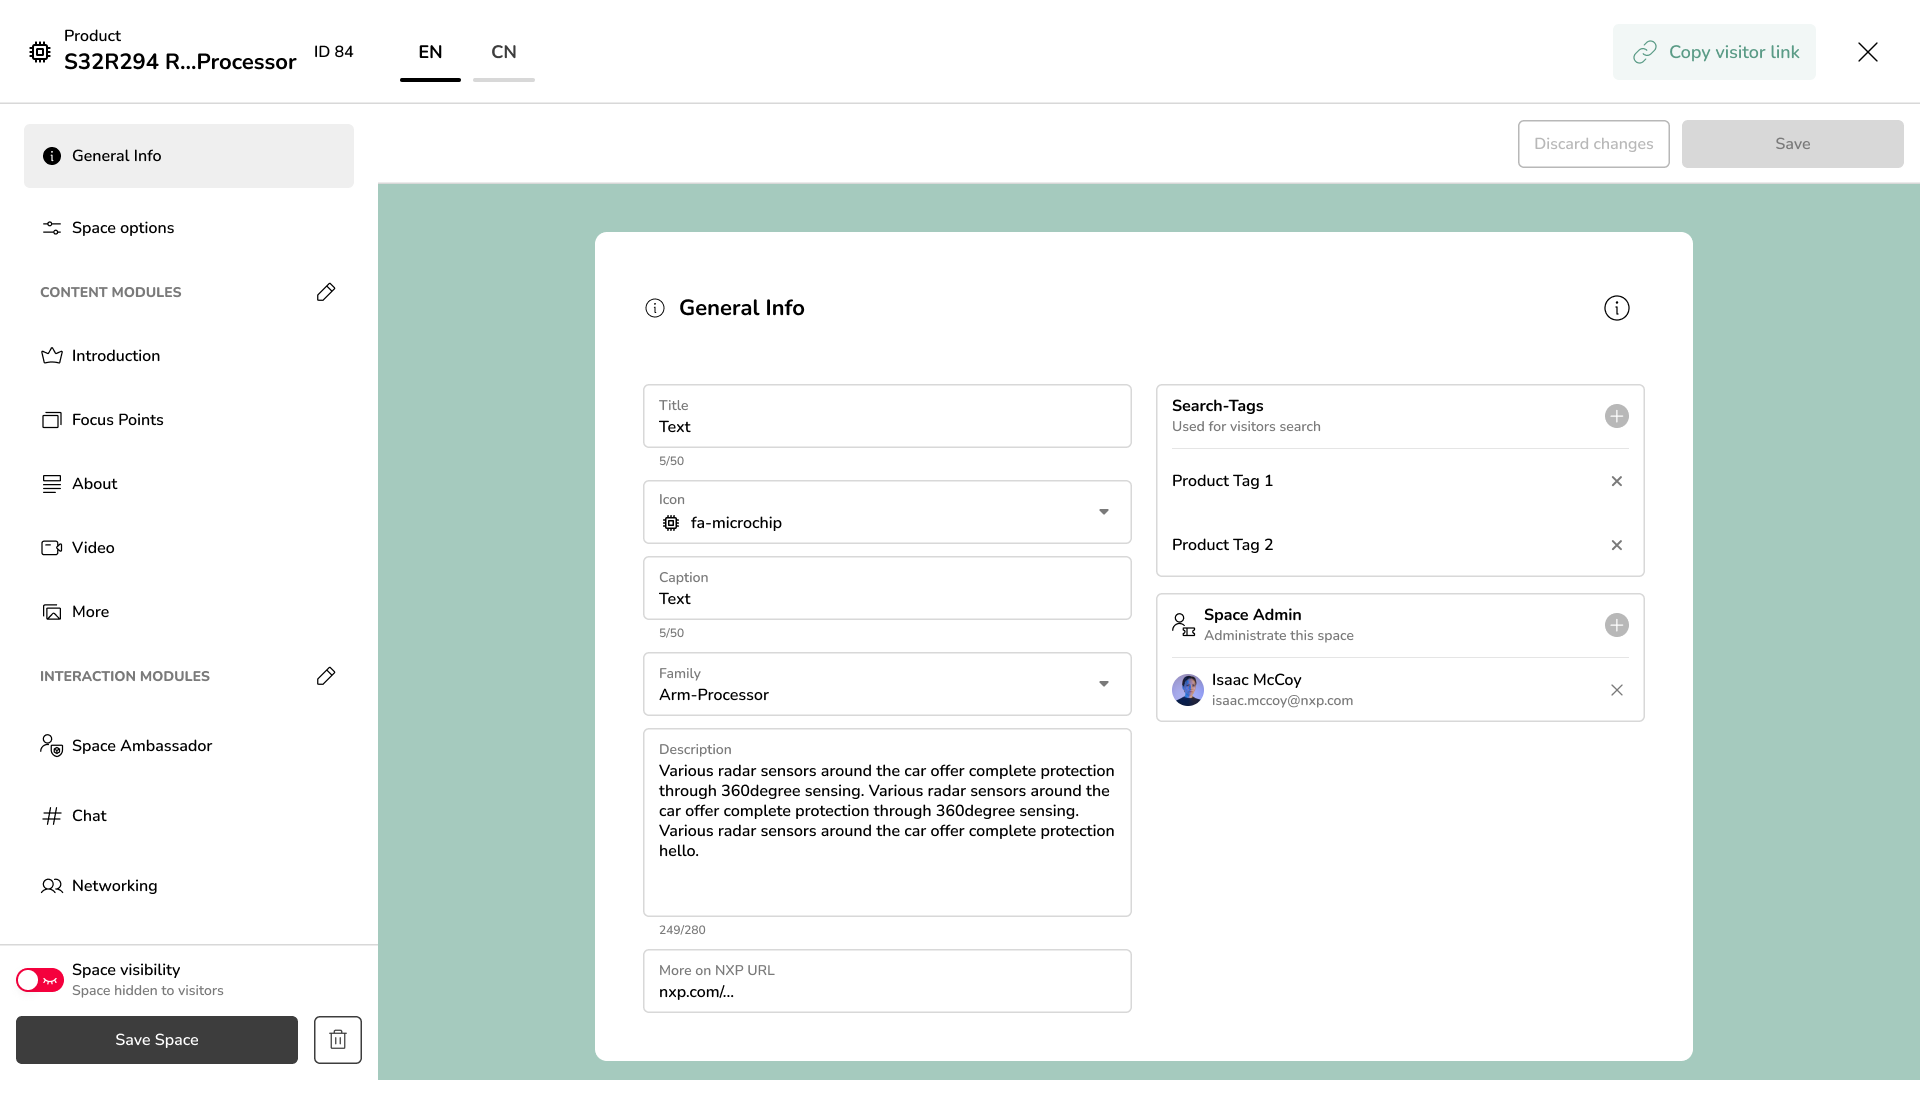 Product
S32R294 R...Processor
ID 84
EN
CN
Copy visitor link
General Info
Space options
CONTENT MODULES
Introduction
Focus Points
About
Video
More
INTERACTION MODULES
Space Ambassador
Chat
Networking
Space visibility
Space hidden to visitors
Save Space
Discard changes
Save
General Info
Title
Text
5/50
Icon
fa-microchip
Caption
Text
5/50
Family
Arm-Processor
Description
Various radar sensors around the car offer complete protection
through 360degree sensing. Various radar sensors around the
car offer complete protection through 360degree sensing.
Various radar sensors around the car offer complete protection
hello.
249/280
More on NXP URL
nxp.com/...
Search-Tags
Used for visitors search
Product Tag 1
Product Tag 2
Space Admin
Administrate this space
Isaac McCoy
isaac.mccoy@nxp.com